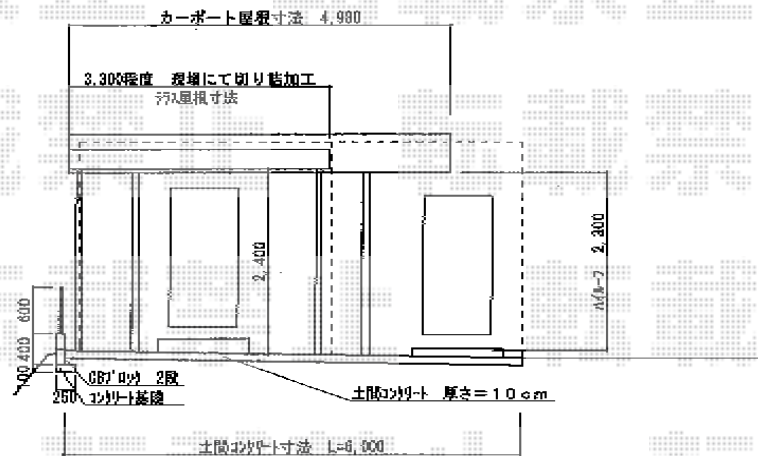 カーポート屋根寸法 4,980
3,300程度 現場にて切り詰加工
テラス屋根寸法
2,400
2,300
ハイルーフ
600
400
250
CBブロック 2段
コンクリート基礎
土間コンクリート 厚さ=10cm
土間コンクリート寸法 L=6,000